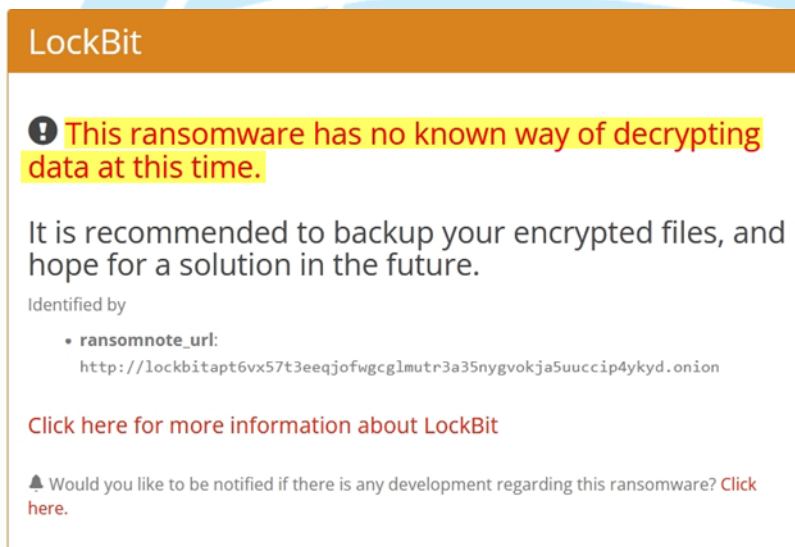 LockBit
This ransomware has no known way of decrypting
data at this time.
It is recommended to backup your encrypted files, and
hope for a solution in the future.
Identified by
• ransomnote_url:
http://lockbitapt6vx57t3eeqjofwgcglmutr3a35nygvokja5uuccip4ykyd.onion
Click here for more information about LockBit
Would you like to be notified if there is any development regarding this ransomware? Click
here.